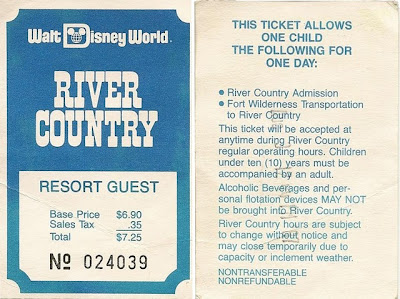 Walt Disney World.
RIVER
COUNTRY
RESORT GUEST
Base Price $6.90
Sales Tax .35
Total $7.25
Nº 024039
THIS TICKET ALLOWS
ONE CHILD
THE FOLLOWING FOR
ONE DAY:
• River Country Admission
• Fort Wilderness Transportation
to River Country
This ticket will be accepted at
anytime during River Country
regular operating hours. Children
under ten (10) years must be
accompanied by an adult.
Alcoholic Beverages and per-
sonal flotation devices MAY NOT
be brought into River Country.
River Country hours are subject
to change without notice and
may close temporarily due to
capacity or inclement weather.
NONTRANSFERABLE
NONREFUNDABLE